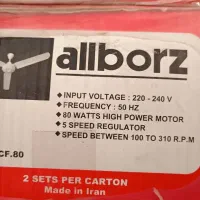 allborz
• INPUT VOLTAGE : 220 - 240 V
• FREQUENCY : 50 HZ
• 80 WATTS HIGH POWER MOTOR
• 5 SPEED REGULATOR
• SPEED BETWEEN 100 TO 310 R.P.M
CF.80
2 SETS PER CARTON
Made in Iran